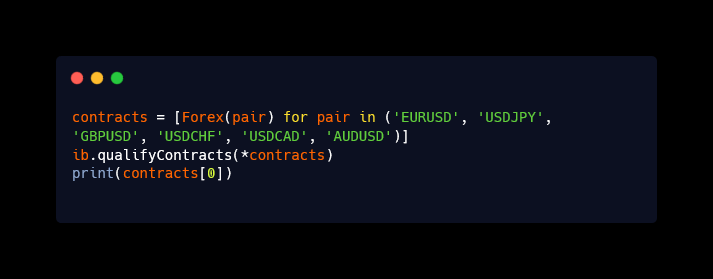 contracts = [Forex(pair) for pair in ('EURUSD', 'USDJPY',
'GBPUSD', 'USDCHF', 'USDCAD', 'AUDUSD')]
ib.qualifyContracts(*contracts)
print(contracts[0])